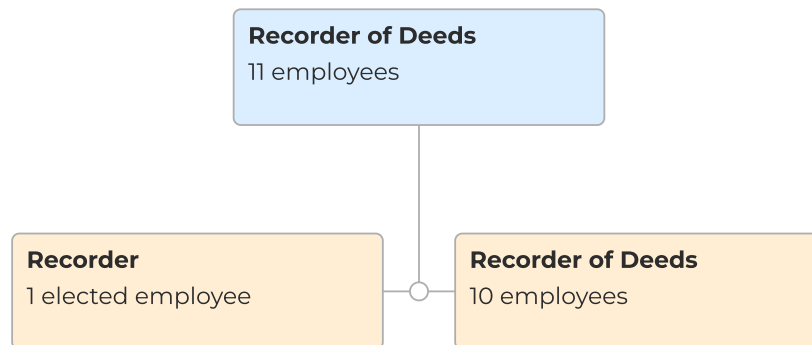 Recorder of Deeds
11 employees
Recorder
1 elected employee
Recorder of Deeds
10 employees